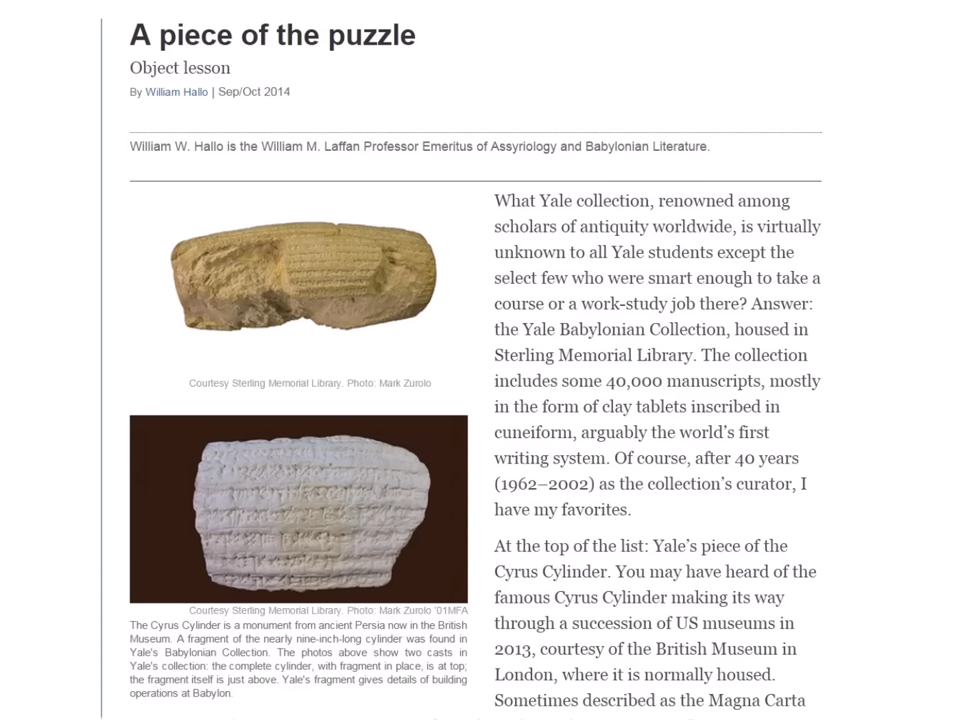 A piece of the puzzle
Object lesson
By William Hallo | Sep/Oct 2014
William W. Hallo is the William M. Laffan Professor Emeritus of Assyriology and Babylonian Literature.
Courtesy Sterling Memorial Library. Photo: Mark Zurolo
Courtesy Sterling Memorial Library. Photo: Mark Zurolo '01MFA
The Cyrus Cylinder is a monument from ancient Persia now in the British
Museum. A fragment of the nearly nine-inch-long cylinder was found in
Yale's Babylonian Collection. The photos above show two casts in
Yale's collection: the complete cylinder, with fragment in place, is at top;
the fragment itself is just above. Yale's fragment gives details of building
operations at Babylon.
What Yale collection, renowned among
scholars of antiquity worldwide, is virtually
unknown to all Yale students except the
select few who were smart enough to take a
course or a work-study job there? Answer:
the Yale Babylonian Collection, housed in
Sterling Memorial Library. The collection
includes some 40,000 manuscripts, mostly
in the form of clay tablets inscribed in
cuneiform, arguably the world's first
writing system. Of course, after 40 years
(1962–2002) as the collection's curator, I
have my favorites.
At the top of the list: Yale's piece of the
Cyrus Cylinder. You may have heard of the
famous Cyrus Cylinder making its way
through a succession of US museums in
2013, courtesy of the British Museum in
London, where it is normally housed.
Sometimes described as the Magna Carta